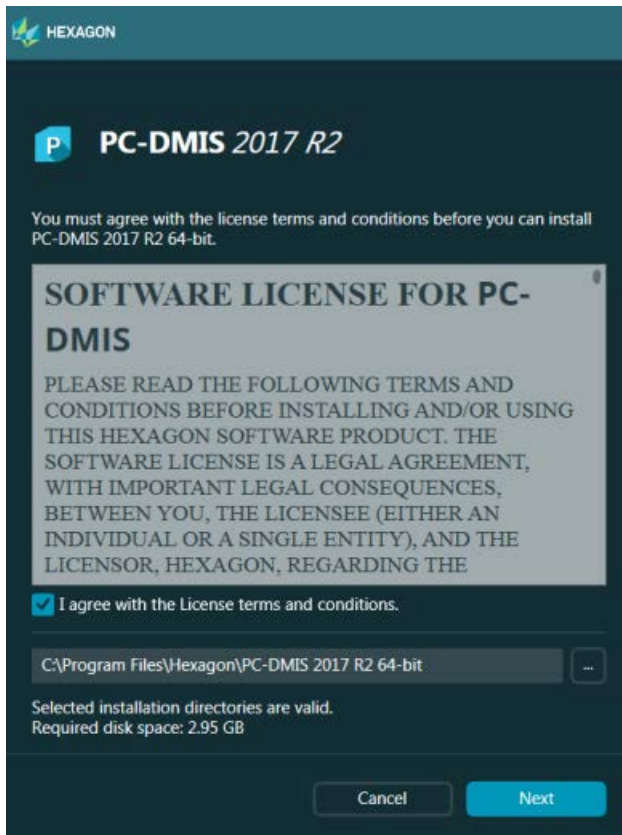 HEXAGON
P PC-DMIS 2017 R2
You must agree with the license terms and conditions before you can install
PC-DMIS 2017 R2 64-bit.
SOFTWARE LICENSE FOR PC-
DMIS
PLEASE READ THE FOLLOWING TERMS AND
CONDITIONS BEFORE INSTALLING AND/OR USING
THIS HEXAGON SOFTWARE PRODUCT. THE
SOFTWARE LICENSE IS A LEGAL AGREEMENT,
WITH IMPORTANT LEGAL CONSEQUENCES,
BETWEEN YOU, THE LICENSEE (EITHER AN
INDIVIDUAL OR A SINGLE ENTITY), AND THE
LICENSOR, HEXAGON, REGARDING THE
I agree with the License terms and conditions.
C:\Program Files\Hexagon\PC-DMIS 2017 R2 64-bit
...
Selected installation directories are valid.
Required disk space: 2.95 GB
Cancel
Next